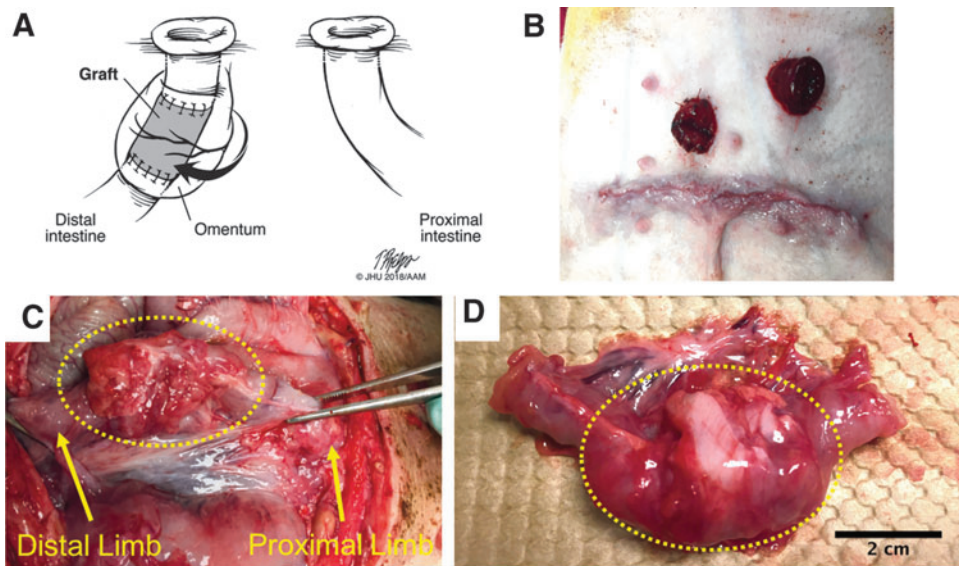 A
Graft
Distal
intestine
Omentum
Proximal
intestine
© JHU 2018/AAM
B
C
Distal Limb
Proximal Limb
D
2 cm